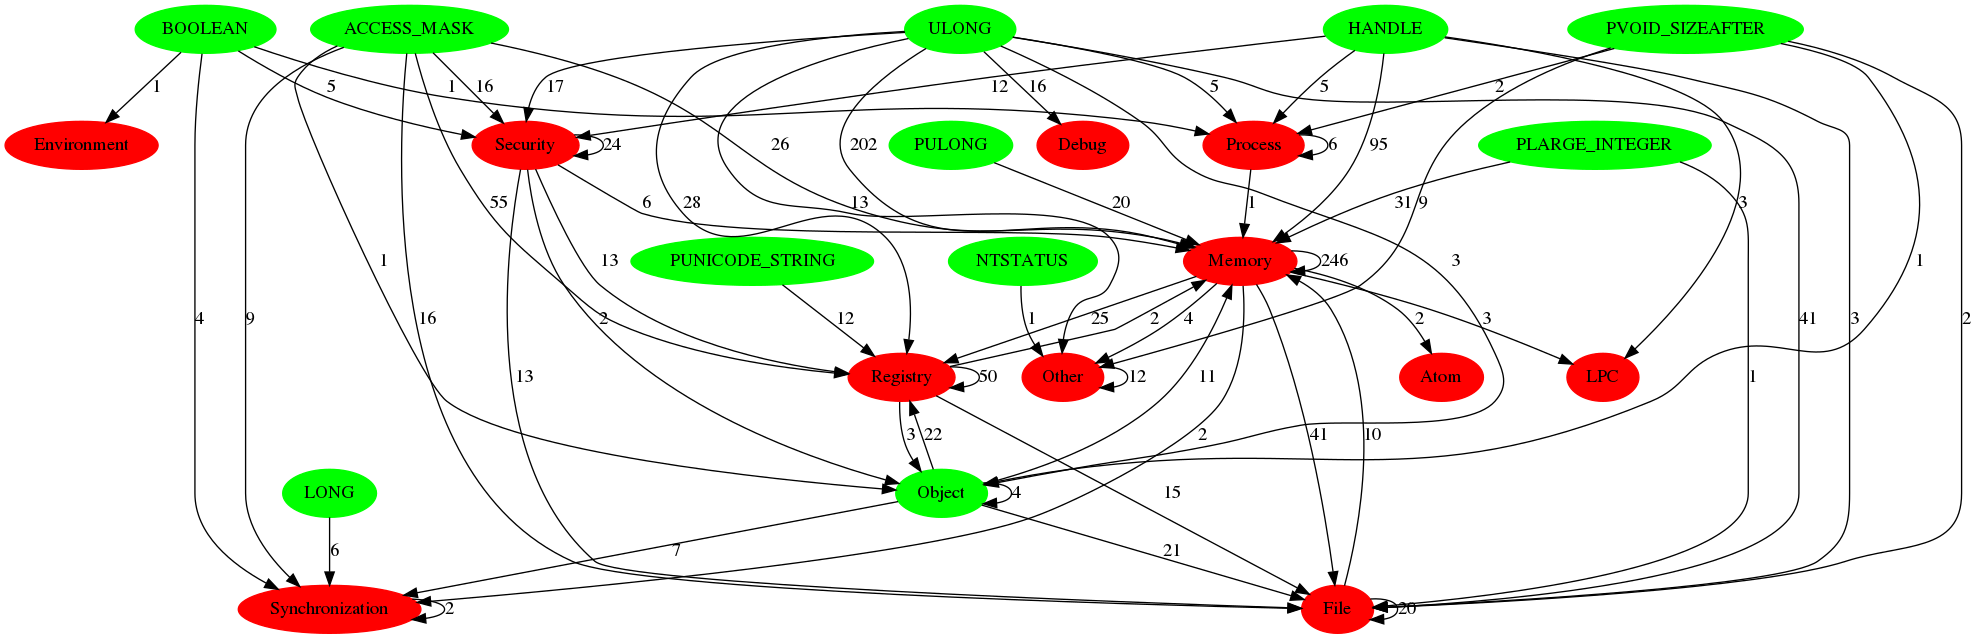 BOOLEAN
ACCESS_MASK
ULONG
HANDLE
PVOID_SIZEAFTER
1
5
1
16
17
16
12
5
5
2
Environment
Security
24
26
202
PULONG
Debug
Process
6
95
PLARGE_INTEGER
55
6
28
13
20
1
31
9
3
1
13
PUNICODE_STRING
NTSTATUS
Memory
246
3
1
4
9
16
2
12
1
25
2
4
2
3
41
3
2
Registry
50
Other
12
Atom
LPC
13
11
1
3
22
2
41
10
LONG
Object
4
15
6
7
21
Synchronization
2
File
20